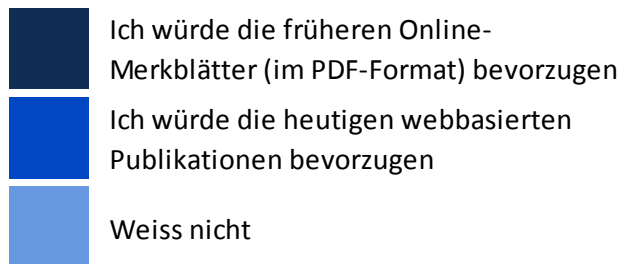 Ich würde die früheren Online-
Merkblätter (im PDF-Format) bevorzugen
Ich würde die heutigen webbasierten
Publikationen bevorzugen
Weiss nicht